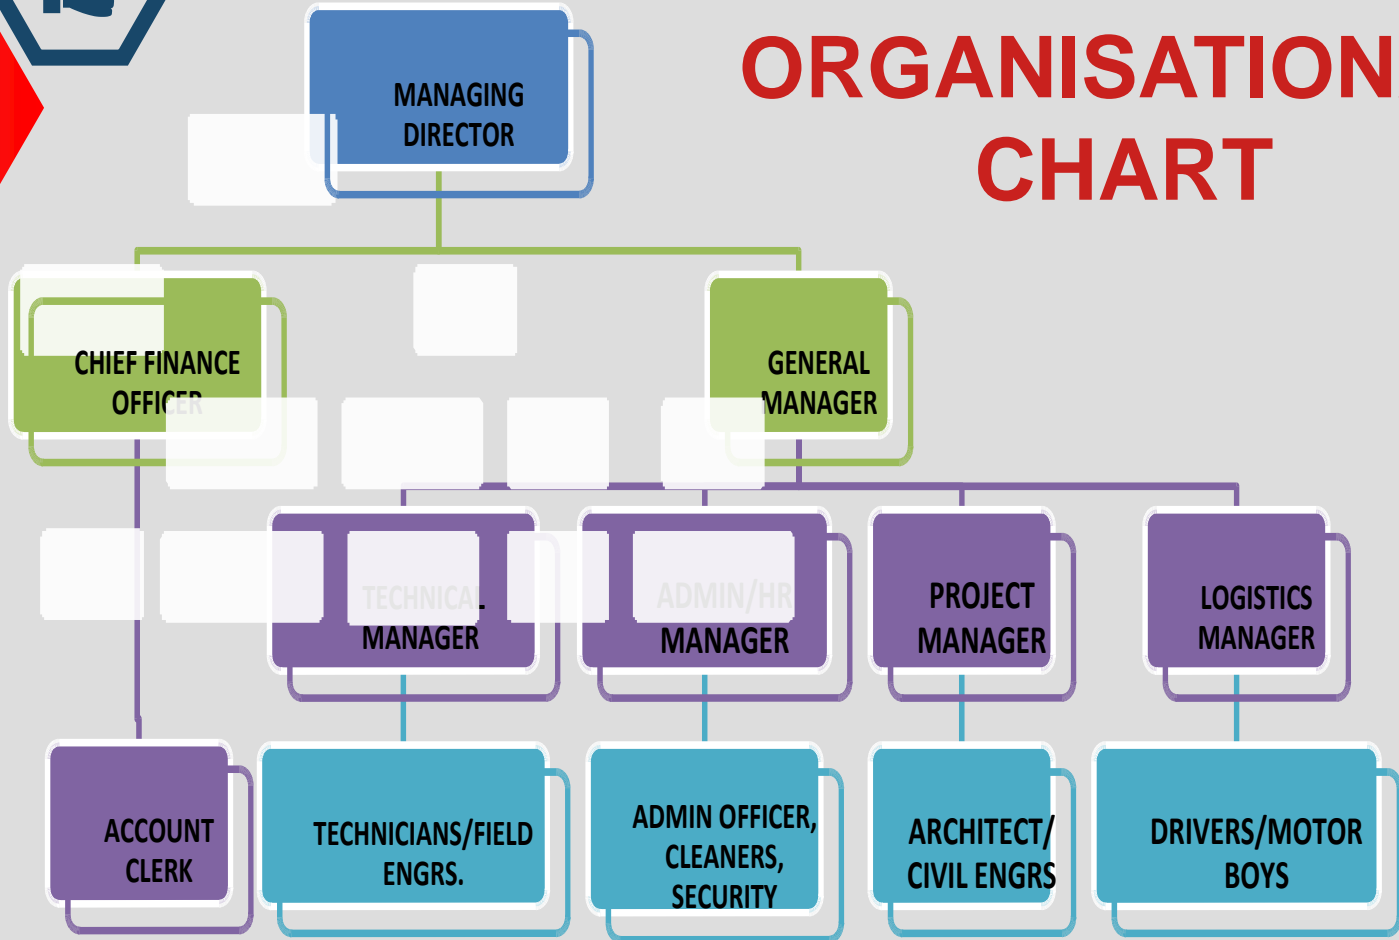 ORGANISATION
CHART
MANAGING
DIRECTOR
CHIEF FINANCE
OFFICER
GENERAL
MANAGER
TECHNICAL
MANAGER
ADMIN/HR
MANAGER
PROJECT
MANAGER
LOGISTICS
MANAGER
ACCOUNT
CLERK
TECHNICIANS/FIELD
ENGRS.
ADMIN OFFICER,
CLEANERS,
SECURITY
ARCHITECT/
CIVIL ENGRS
DRIVERS/MOTOR
BOYS